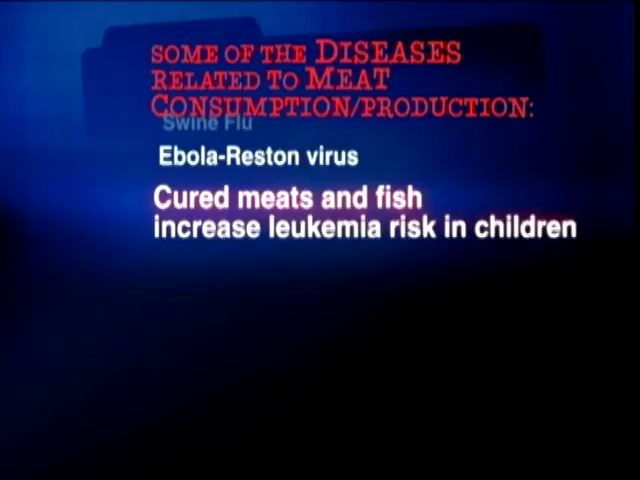 SOME OF THE DISEASES
RELATED TO MEAT
CONSUMPTION/PRODUCTION:
Swine Flu
Ebola-Reston virus
Cured meats and fish
increase leukemia risk in children